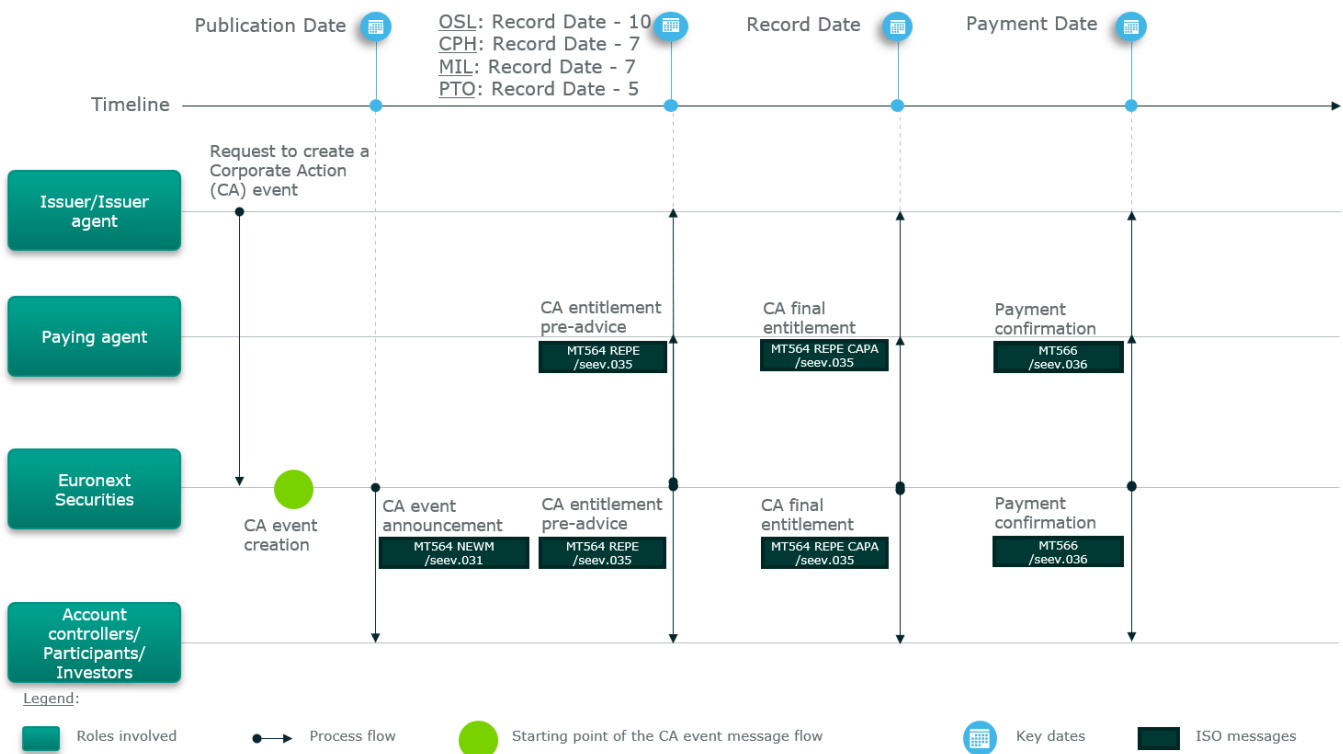 Publication Date
OSL: Record Date - 10
CPH: Record Date - 7
MIL: Record Date - 7
PTO: Record Date - 5
Record Date
Payment Date
Timeline
Request to create a
Corporate Action
(CA) event
Issuer/Issuer
agent
Paying agent
CA entitlement
pre-advice
MT564 REPE
/seev.035
CA final
entitlement
MT564 REPE CAPA
/seev.035
Payment
confirmation
MT566
/seev.036
Euronext
Securities
CA event
creation
CA event
announcement
MT564 NEWM
/seev.031
CA entitlement
pre-advice
MT564 REPE
/seev.035
CA final
entitlement
MT564 REPE CAPA
/seev.035
Payment
confirmation
MT566
/seev.036
Account
controllers/
Participants/
Investors
Legend:
Roles involved
Process flow
Starting point of the CA event message flow
Key dates
ISO messages